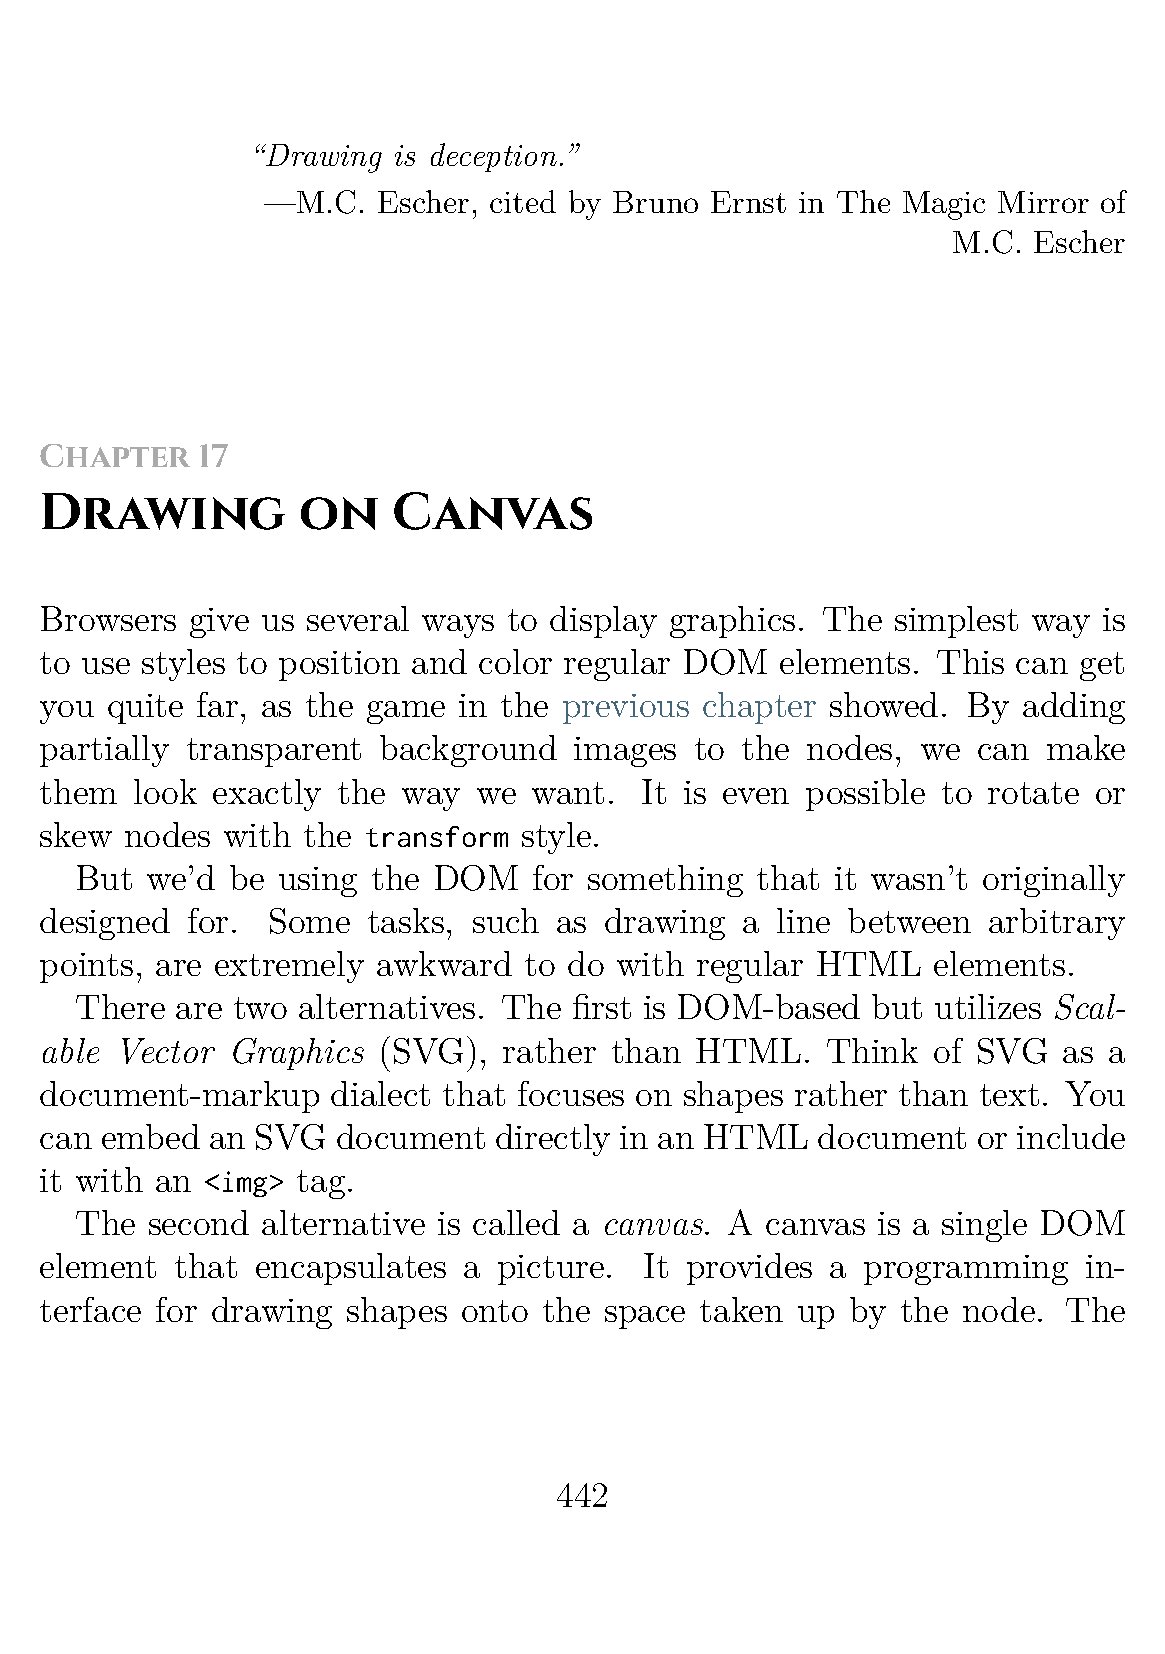 “Drawing is deception.”
—M.C. Escher, cited by Bruno Ernst in The Magic Mirror of
M.C. Escher
Chapter 17
Drawing on Canvas
Browsers give us several ways to display graphics. The simplest way is
to use styles to position and color regular DOM elements. This can get
you quite far, as the game in the previous chapter showed. By adding
partially transparent background images to the nodes, we can make
them look exactly the way we want. It is even possible to rotate or
skew nodes with the transform style.
But we’d be using the DOM for something that it wasn’t originally
designed for. Some tasks, such as drawing a line between arbitrary
points, are extremely awkward to do with regular HTML elements.
There are two alternatives. The first is DOM-based but utilizes Scal-
able Vector Graphics (SVG), rather than HTML. Think of SVG as a
document-markup dialect that focuses on shapes rather than text. You
can embed an SVG document directly in an HTML document or include
it with an <img> tag.
The second alternative is called a canvas. A canvas is a single DOM
element that encapsulates a picture. It provides a programming in-
terface for drawing shapes onto the space taken up by the node. The
442